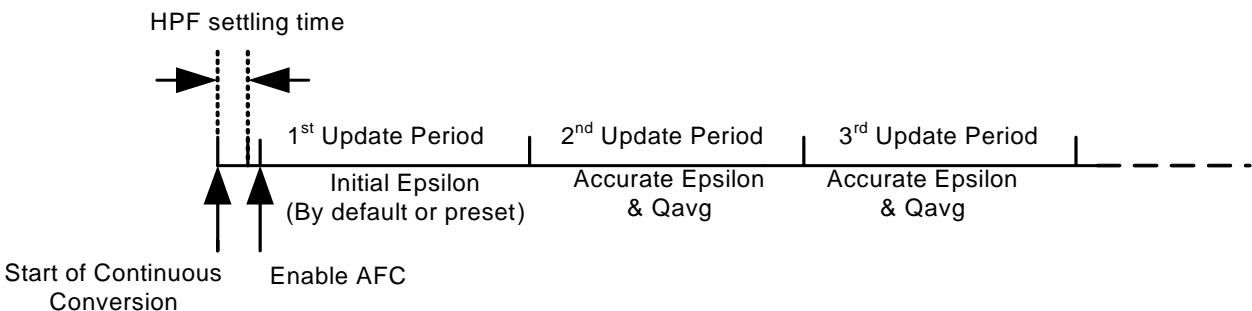 HPF settling time
1st Update Period
2nd Update Period
3rd Update Period
Initial Epsilon
(By default or preset)
Accurate Epsilon
& Qavg
Accurate Epsilon
& Qavg
Start of Continuous
Conversion
Enable AFC